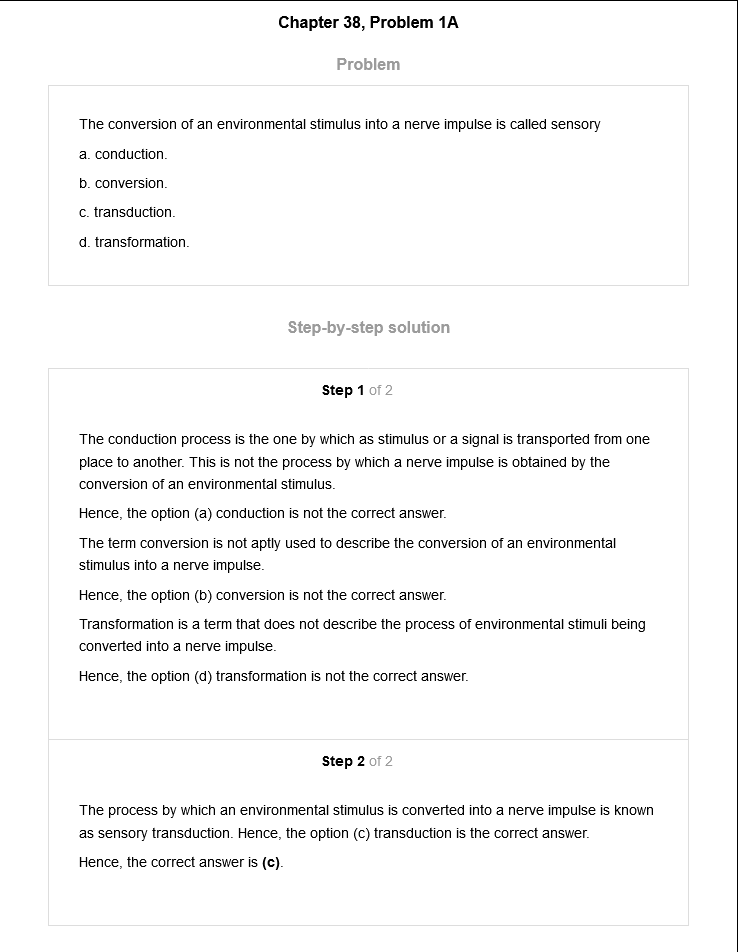 Chapter 38, Problem 1A
Problem
The conversion of an environmental stimulus into a nerve impulse is called sensory
a. conduction.
b. conversion.
c. transduction.
d. transformation.
Step-by-step solution
Step 1 of 2
The conduction process is the one by which as stimulus or a signal is transported from one
place to another. This is not the process by which a nerve impulse is obtained by the
conversion of an environmental stimulus.
Hence, the option (a) conduction is not the correct answer.
The term conversion is not aptly used to describe the conversion of an environmental
stimulus into a nerve impulse.
Hence, the option (b) conversion is not the correct answer.
Transformation is a term that does not describe the process of environmental stimuli being
converted into a nerve impulse.
Hence, the option (d) transformation is not the correct answer.
Step 2 of 2
The process by which an environmental stimulus is converted into a nerve impulse is known
as sensory transduction. Hence, the option (c) transduction is the correct answer.
Hence, the correct answer is (c).